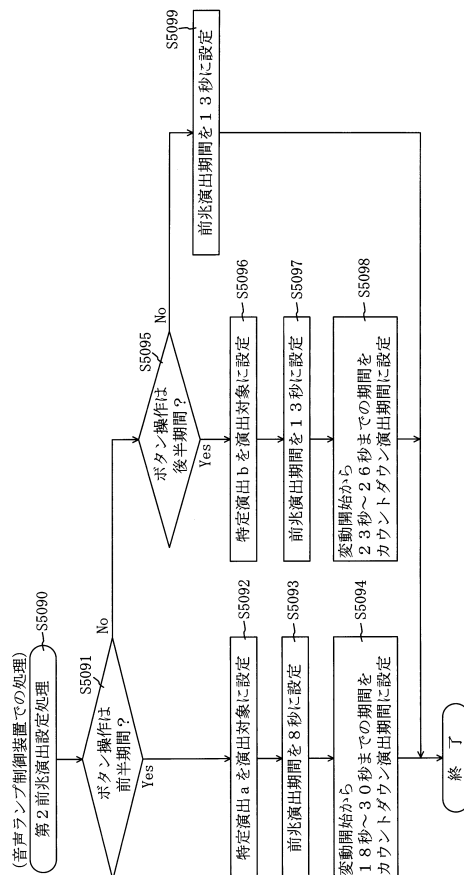 (音声ランプ制御装置での処理)
第２前兆演出設定処理
S5090
S5091
ボタン操作は
前半期間？
No
Yes
S5092
特定演出ａを演出対象に設定
S5093
前兆演出期間を８秒に設定
S5094
変動開始から
１８秒～３０秒までの期間を
カウントダウン演出期間に設定
S5095
ボタン操作は
後半期間？
No
Yes
S5096
特定演出ｂを演出対象に設定
S5097
前兆演出期間を１３秒に設定
S5098
変動開始から
２３秒～２６秒までの期間を
カウントダウン演出期間に設定
S5099
前兆演出期間を１３秒に設定
終　了